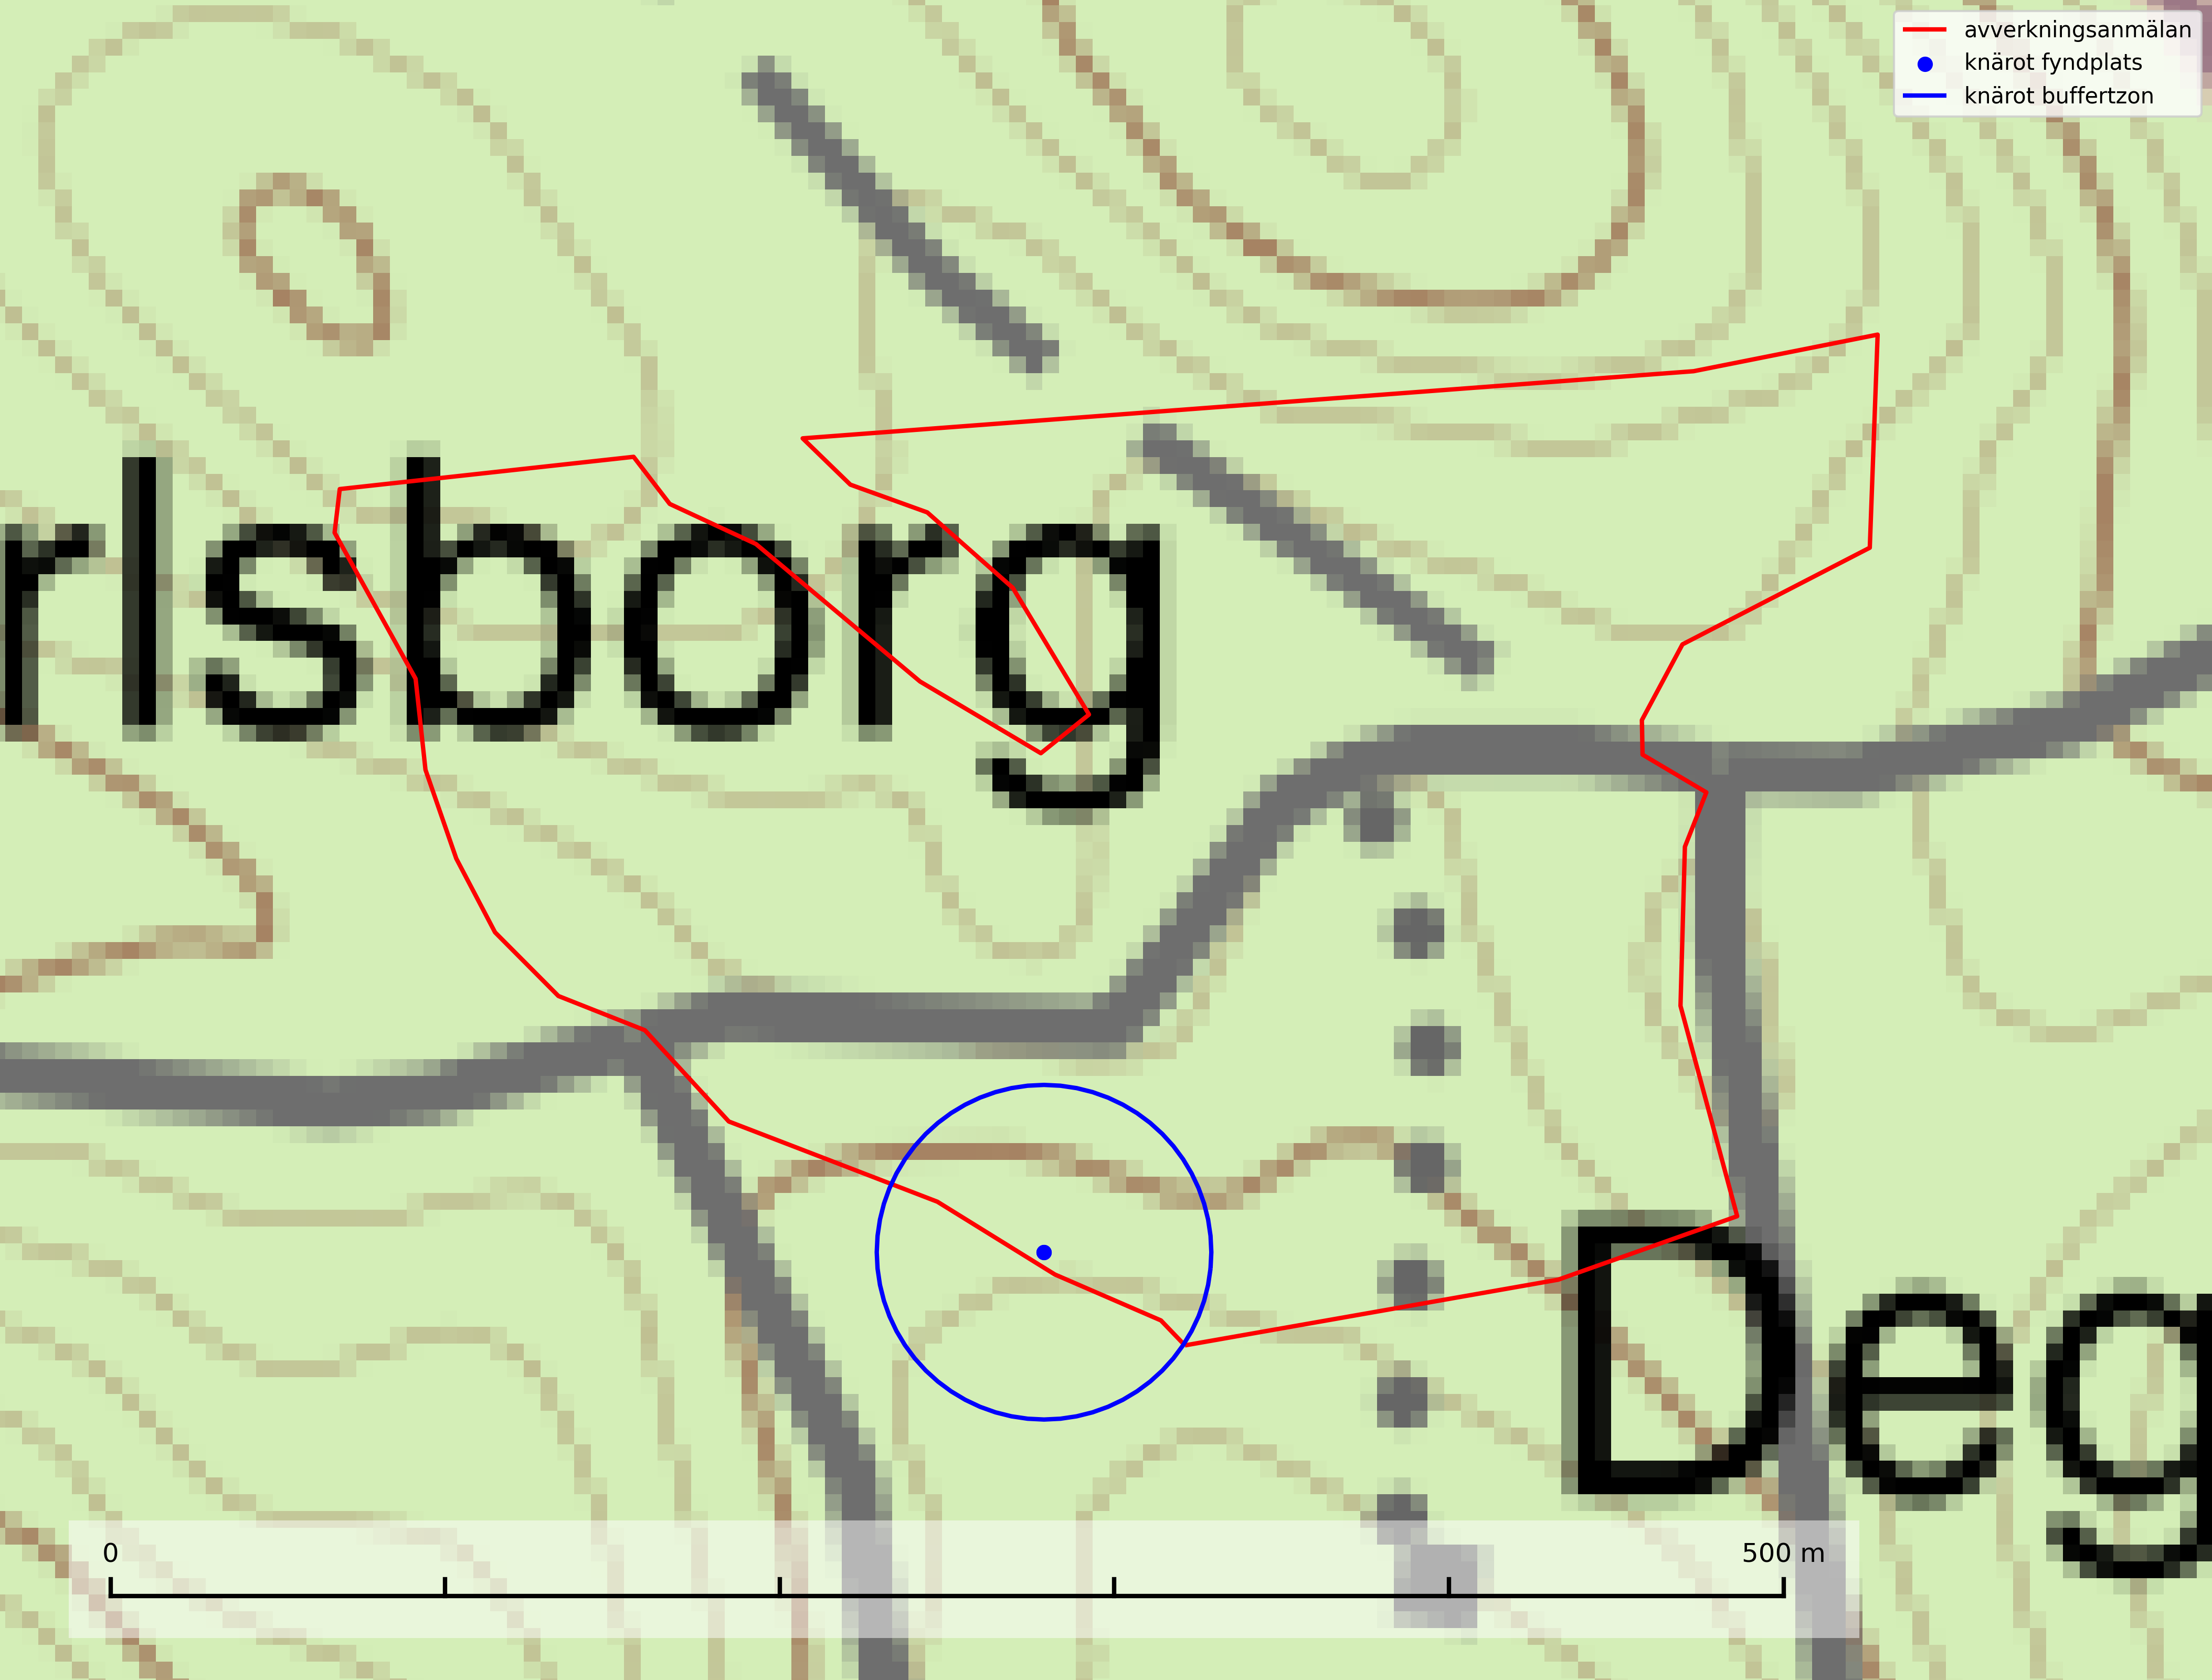 avverkningsanmälan
knärot fyndplats
knärot buffertzon
rlsborg
Deg
0 500 m